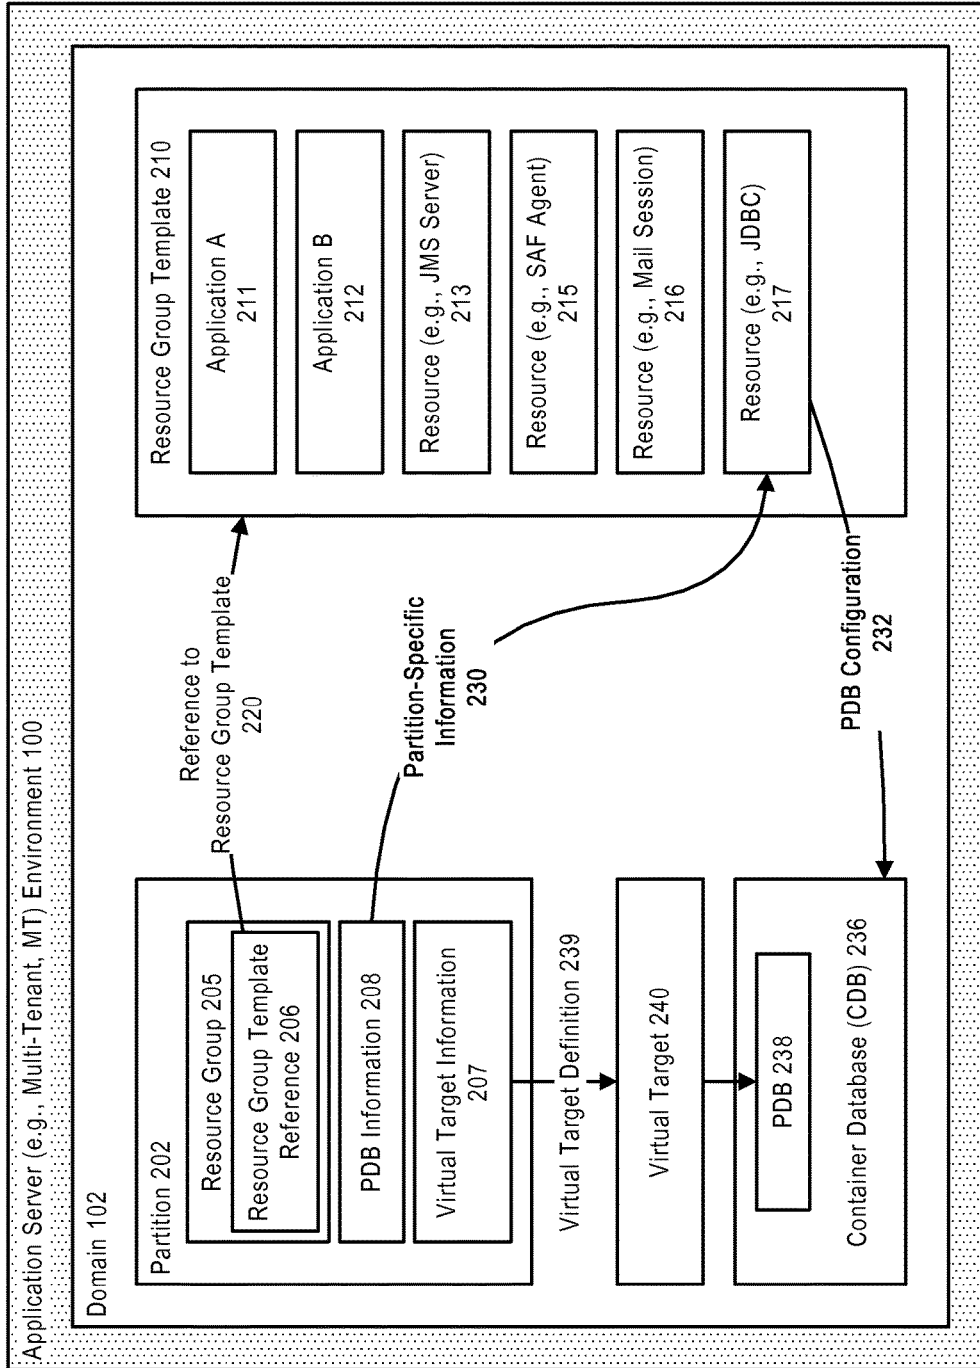 Application Server (e.g., Multi-Tenant, MT) Environment 100
Domain 102
Partition 202
Resource Group 205
Resource Group Template
Reference 206
PDB Information 208
Virtual Target Information
207
Virtual Target Definition 239
Virtual Target 240
PDB 238
Container Database (CDB) 236
Reference to
Resource Group Template
220
Partition-Specific
Information
230
PDB Configuration
232
Resource Group Template 210
Application A
211
Application B
212
Resource (e.g., JMS Server)
213
Resource (e.g., SAF Agent)
215
Resource (e.g., Mail Session)
216
Resource (e.g., JDBC)
217